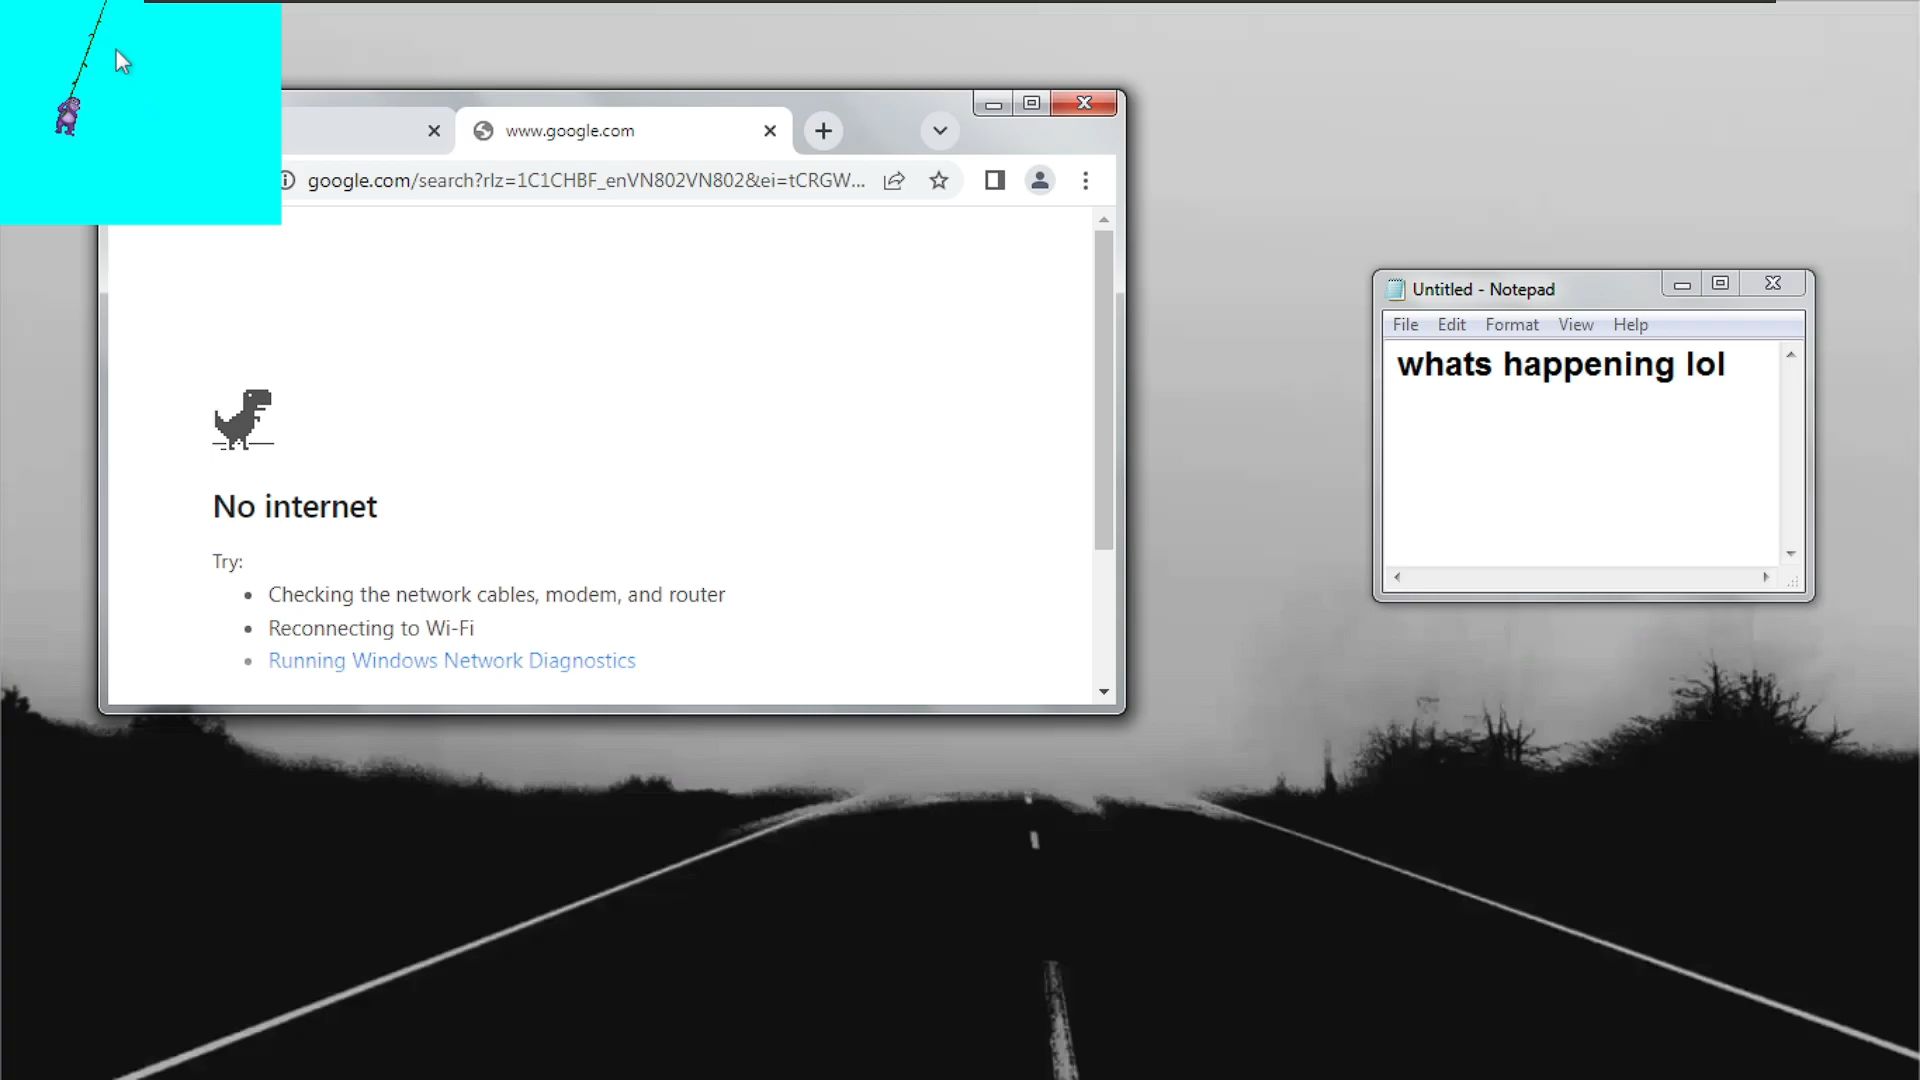 www.google.com
google.com/search?rlz=1C1CHBF_enVN802VN802&ei=tCRGW...
No internet
Try:
Checking the network cables, modem, and router
Reconnecting to Wi-Fi
Running Windows Network Diagnostics
Untitled - Notepad
File Edit Format View Help
whats happening lol